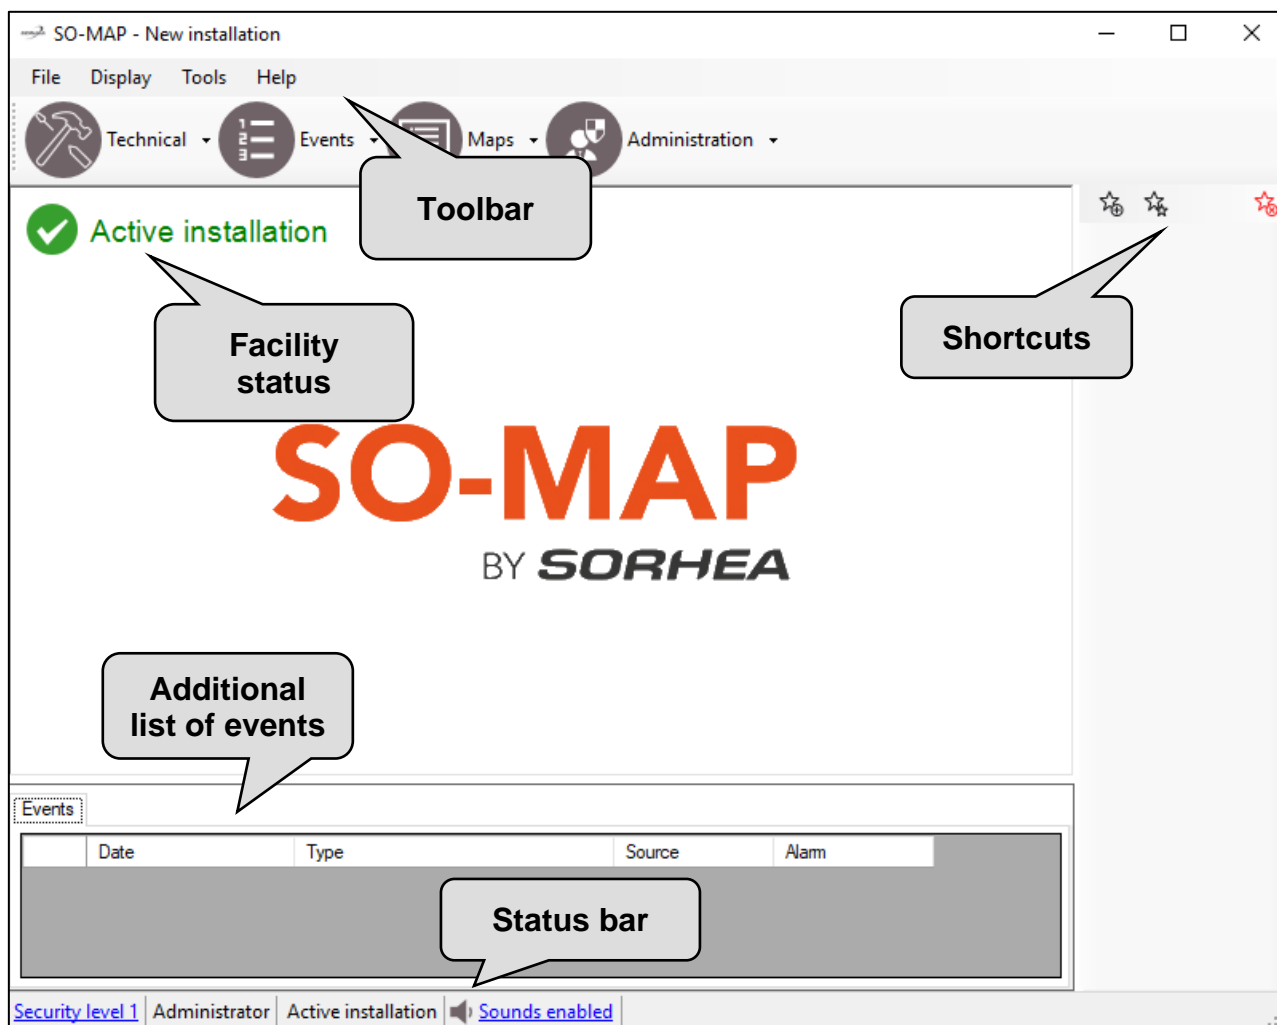 SO-MAP - New installation
File Display Tools Help
Technical Events Maps Administration
Toolbar
Active installation
Facility
status
Shortcuts
SO-MAP
BY SORHEA
Additional
list of events
Events
Date Type Source Alarm
Status bar
Security level 1 Administrator Active installation Sounds enabled